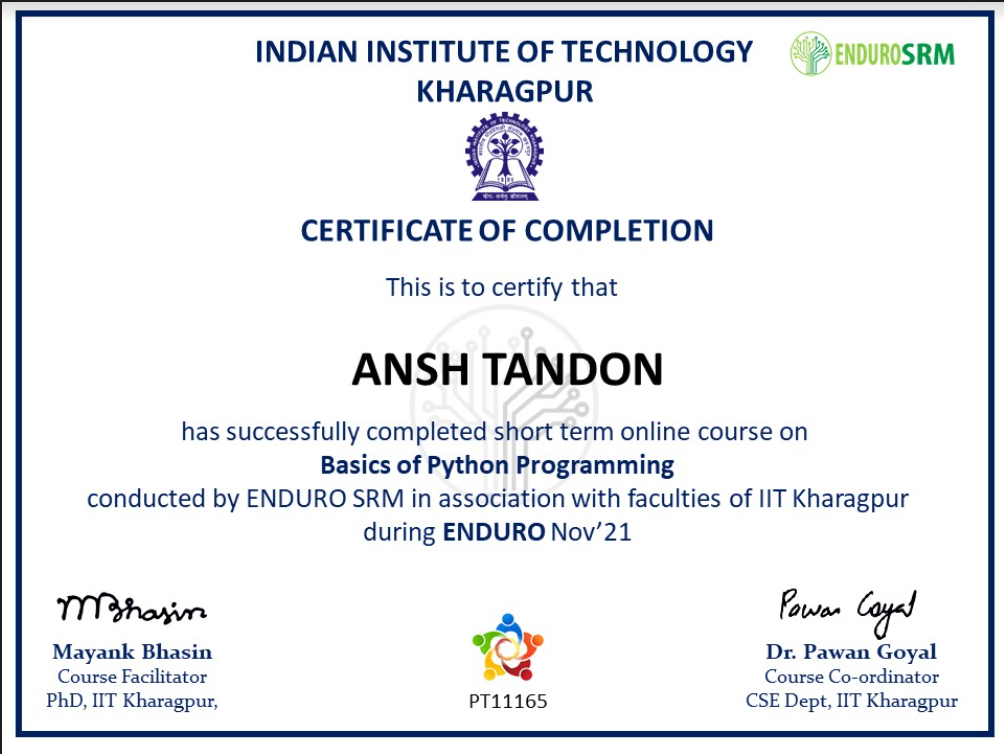 INDIAN INSTITUTE OF TECHNOLOGY
KHARAGPUR
ENDUROSRM
1951
CERTIFICATE OF COMPLETION
This is to certify that
ANSH TANDON
has successfully completed short term online course on
Basics of Python Programming
conducted by ENDURO SRM in association with faculties of IIT Kharagpur
during ENDURO Nov’21
MBhasin
Pawan Goyal
Mayank Bhasin
Course Facilitator
PhD, IIT Kharagpur,
PT11165
Dr. Pawan Goyal
Course Co-ordinator
CSE Dept, IIT Kharagpur